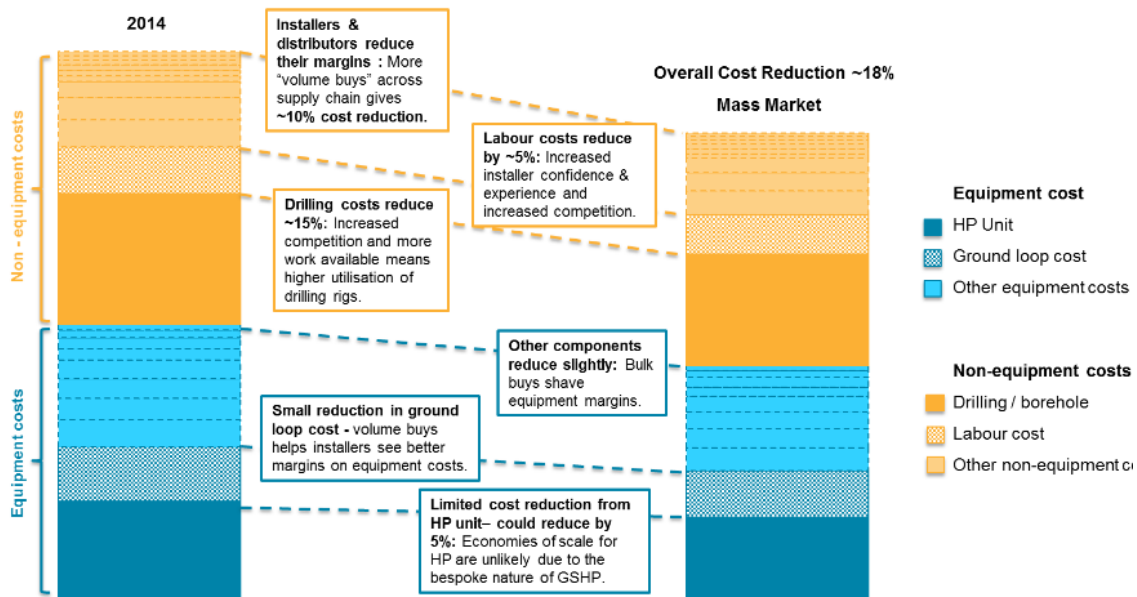 2014
Installers &
distributors reduce
their margins : More
“volume buys” across
supply chain gives
~10% cost reduction.
Overall Cost Reduction ~18%
Mass Market
Labour costs reduce
by ~5%: Increased
installer confidence &
experience and
increased competition.
Drilling costs reduce
~15%: Increased
competition and more
work available means
higher utilisation of
drilling rigs.
Non - equipment costs
Other components
reduce slightly: Bulk
buys shave
equipment margins.
Small reduction in ground
loop cost - volume buys
helps installers see better
margins on equipment costs.
Limited cost reduction from
HP unit– could reduce by
5%: Economies of scale for
HP are unlikely due to the
bespoke nature of GSHP.
Equipment costs
Equipment cost
HP Unit
Ground loop cost
Other equipment costs
Non-equipment costs
Drilling / borehole
Labour cost
Other non-equipment c